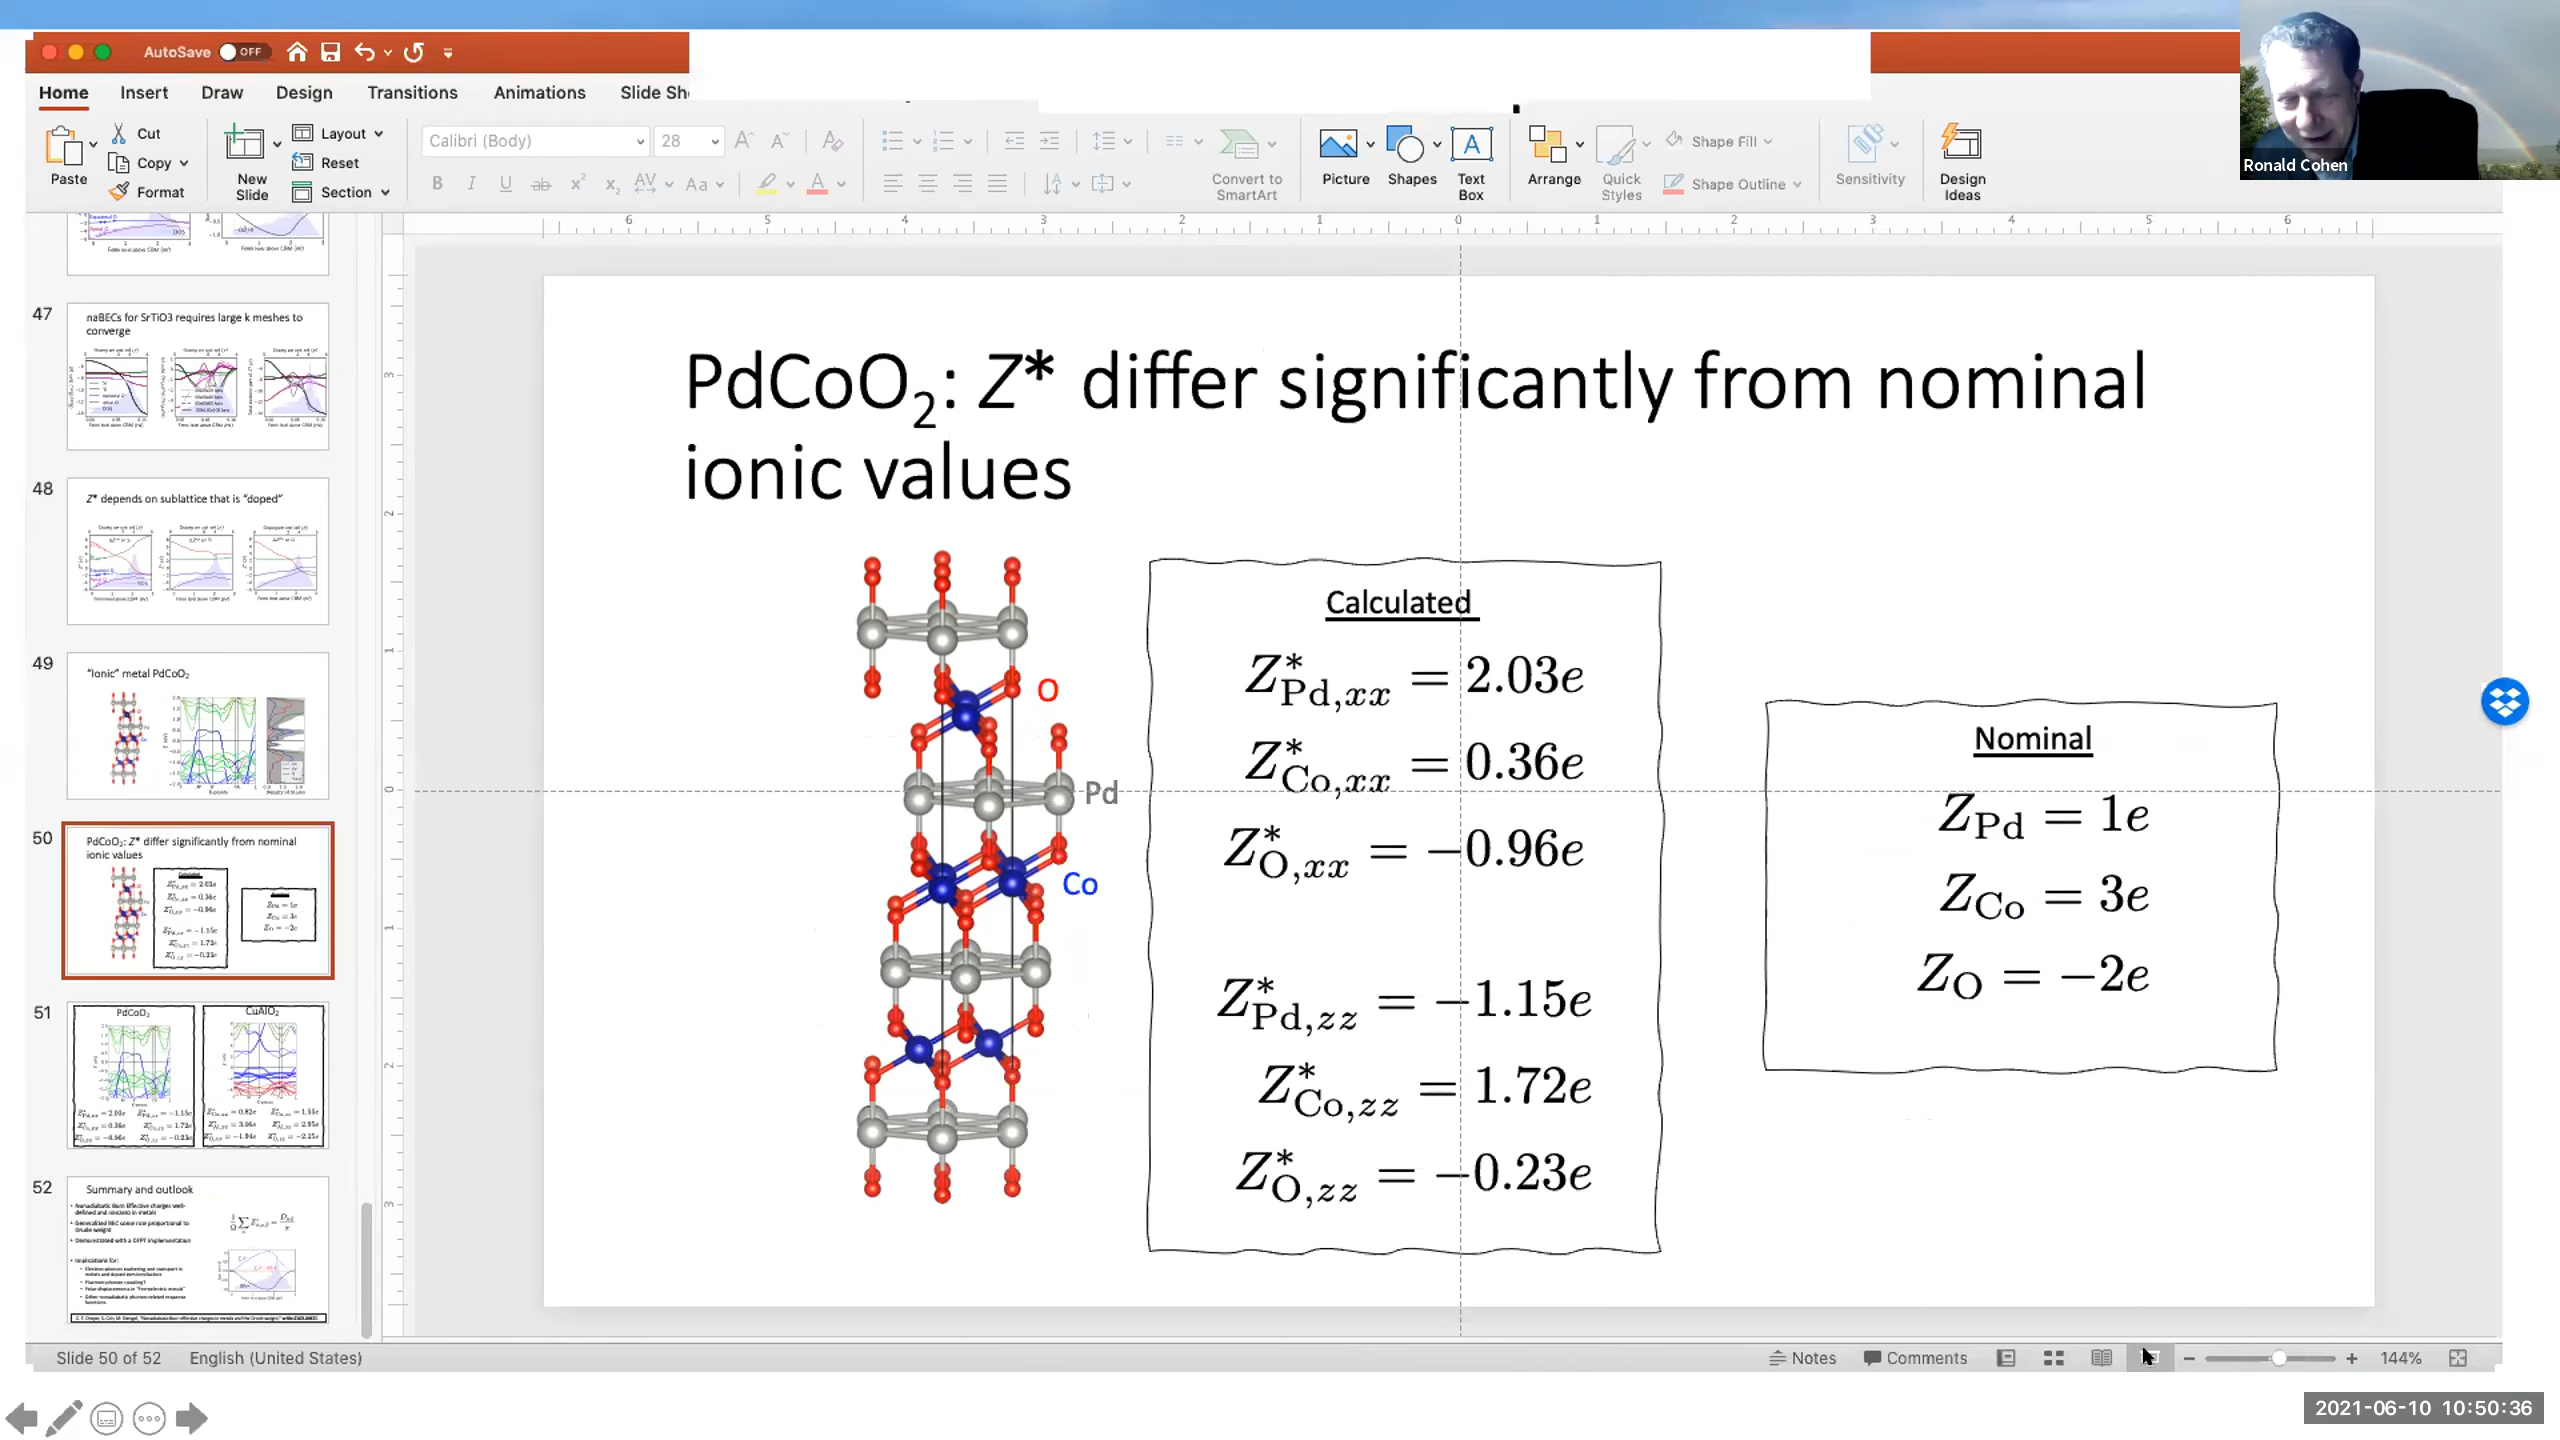 AutoSave OFF
Home Insert Draw Design Transitions Animations Slide Sh
Paste
Cut
Copy
Format
New Slide
Layout
Reset
Section
Calibri (Body) 28
Convert to SmartArt
Picture
Shapes
Text Box
Arrange
Quick Styles
Shape Fill
Shape Outline
Sensitivity
Design Ideas
Ronald Cohen
47
naBECs for SrTiO3 requires large k meshes to
converge
48
Z* depends on sublattice that is "doped"
49
"Ionic" metal PdCoO₂
50
PdCoO₂: Z* differ significantly from nominal
ionic values
51
PdCoO₂ CuAlO₂
52
Summary and outlook
PdCoO₂: Z* differ significantly from nominal
ionic values
O
Pd
Co
Calculated
Z*Pd,xx = 2.03e
Z*Co,xx = 0.36e
Z*O,xx = −0.96e
Z*Pd,zz = −1.15e
Z*Co,zz = 1.72e
Z*O,zz = −0.23e
Nominal
ZPd = 1e
ZCo = 3e
ZO = −2e
Slide 50 of 52 English (United States)
Notes Comments 144%
2021-06-10 10:50:36